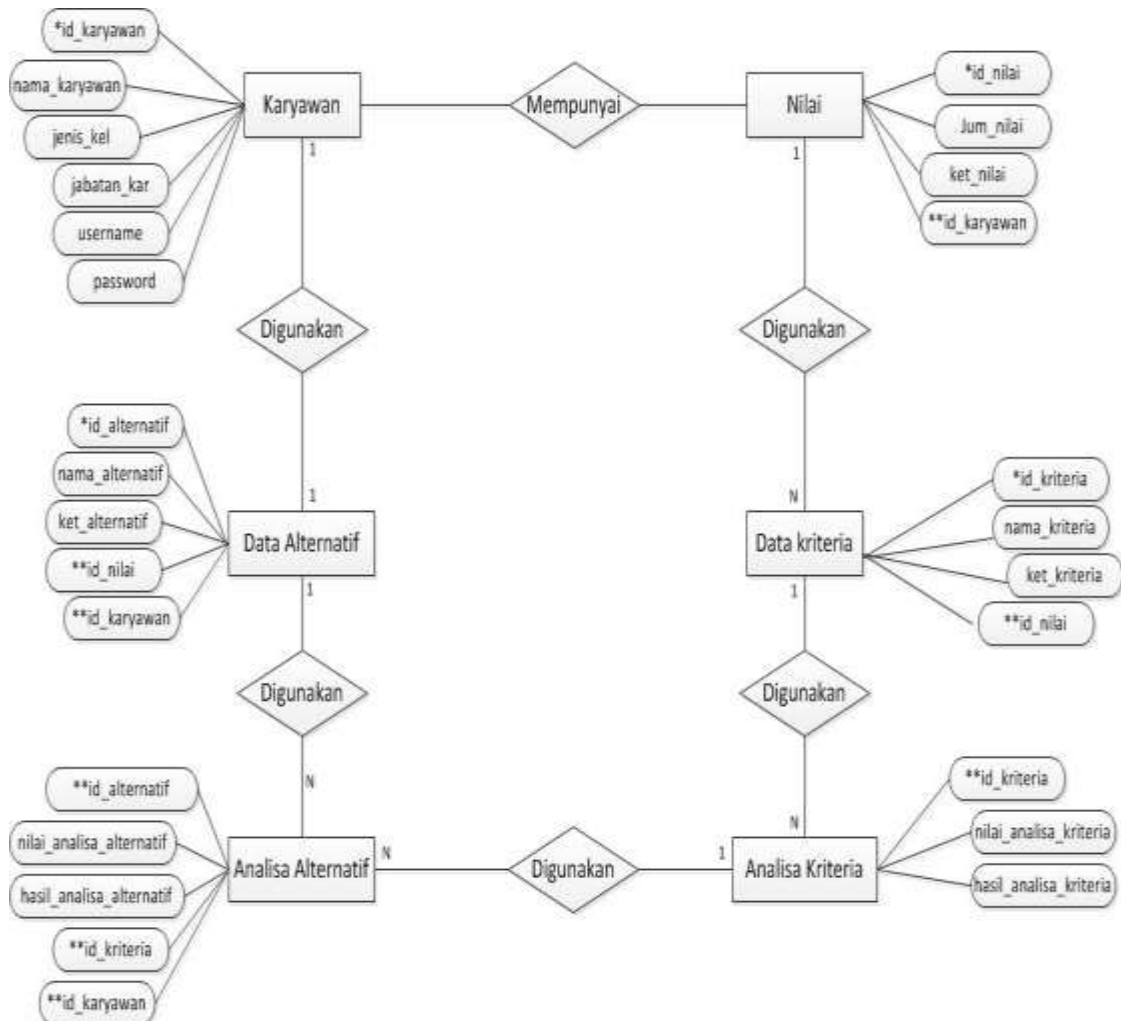 *id_karyawan
nama_karyawan
jenis_kel
jabatan_kar
username
password
Karyawan
Mempunyai
Nilai
*id_nilai
Jum_nilai
ket_nilai
**id_karyawan
1
1
Digunakan
Digunakan
1
N
*id_alternatif
nama_alternatif
ket_alternatif
**id_nilai
**id_karyawan
Data Alternatif
Data kriteria
*id_kriteria
nama_kriteria
ket_kriteria
**id_nilai
1
1
Digunakan
Digunakan
N
N
**id_alternatif
nilai_analisa_alternatif
hasil_analisa_alternatif
**id_kriteria
**id_karyawan
Analisa Alternatif
N
Digunakan
1
Analisa Kriteria
**id_kriteria
nilai_analisa_kriteria
hasil_analisa_kriteria